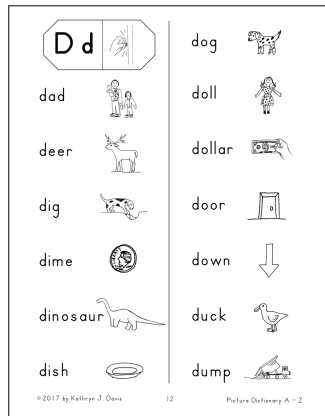 D d
dad
deer
dig
dime
dinosaur
dish
dog
doll
dollar
door
down
duck
dump
© 2017 by Kathryn J. Davis
12
Picture Dictionary A - Z